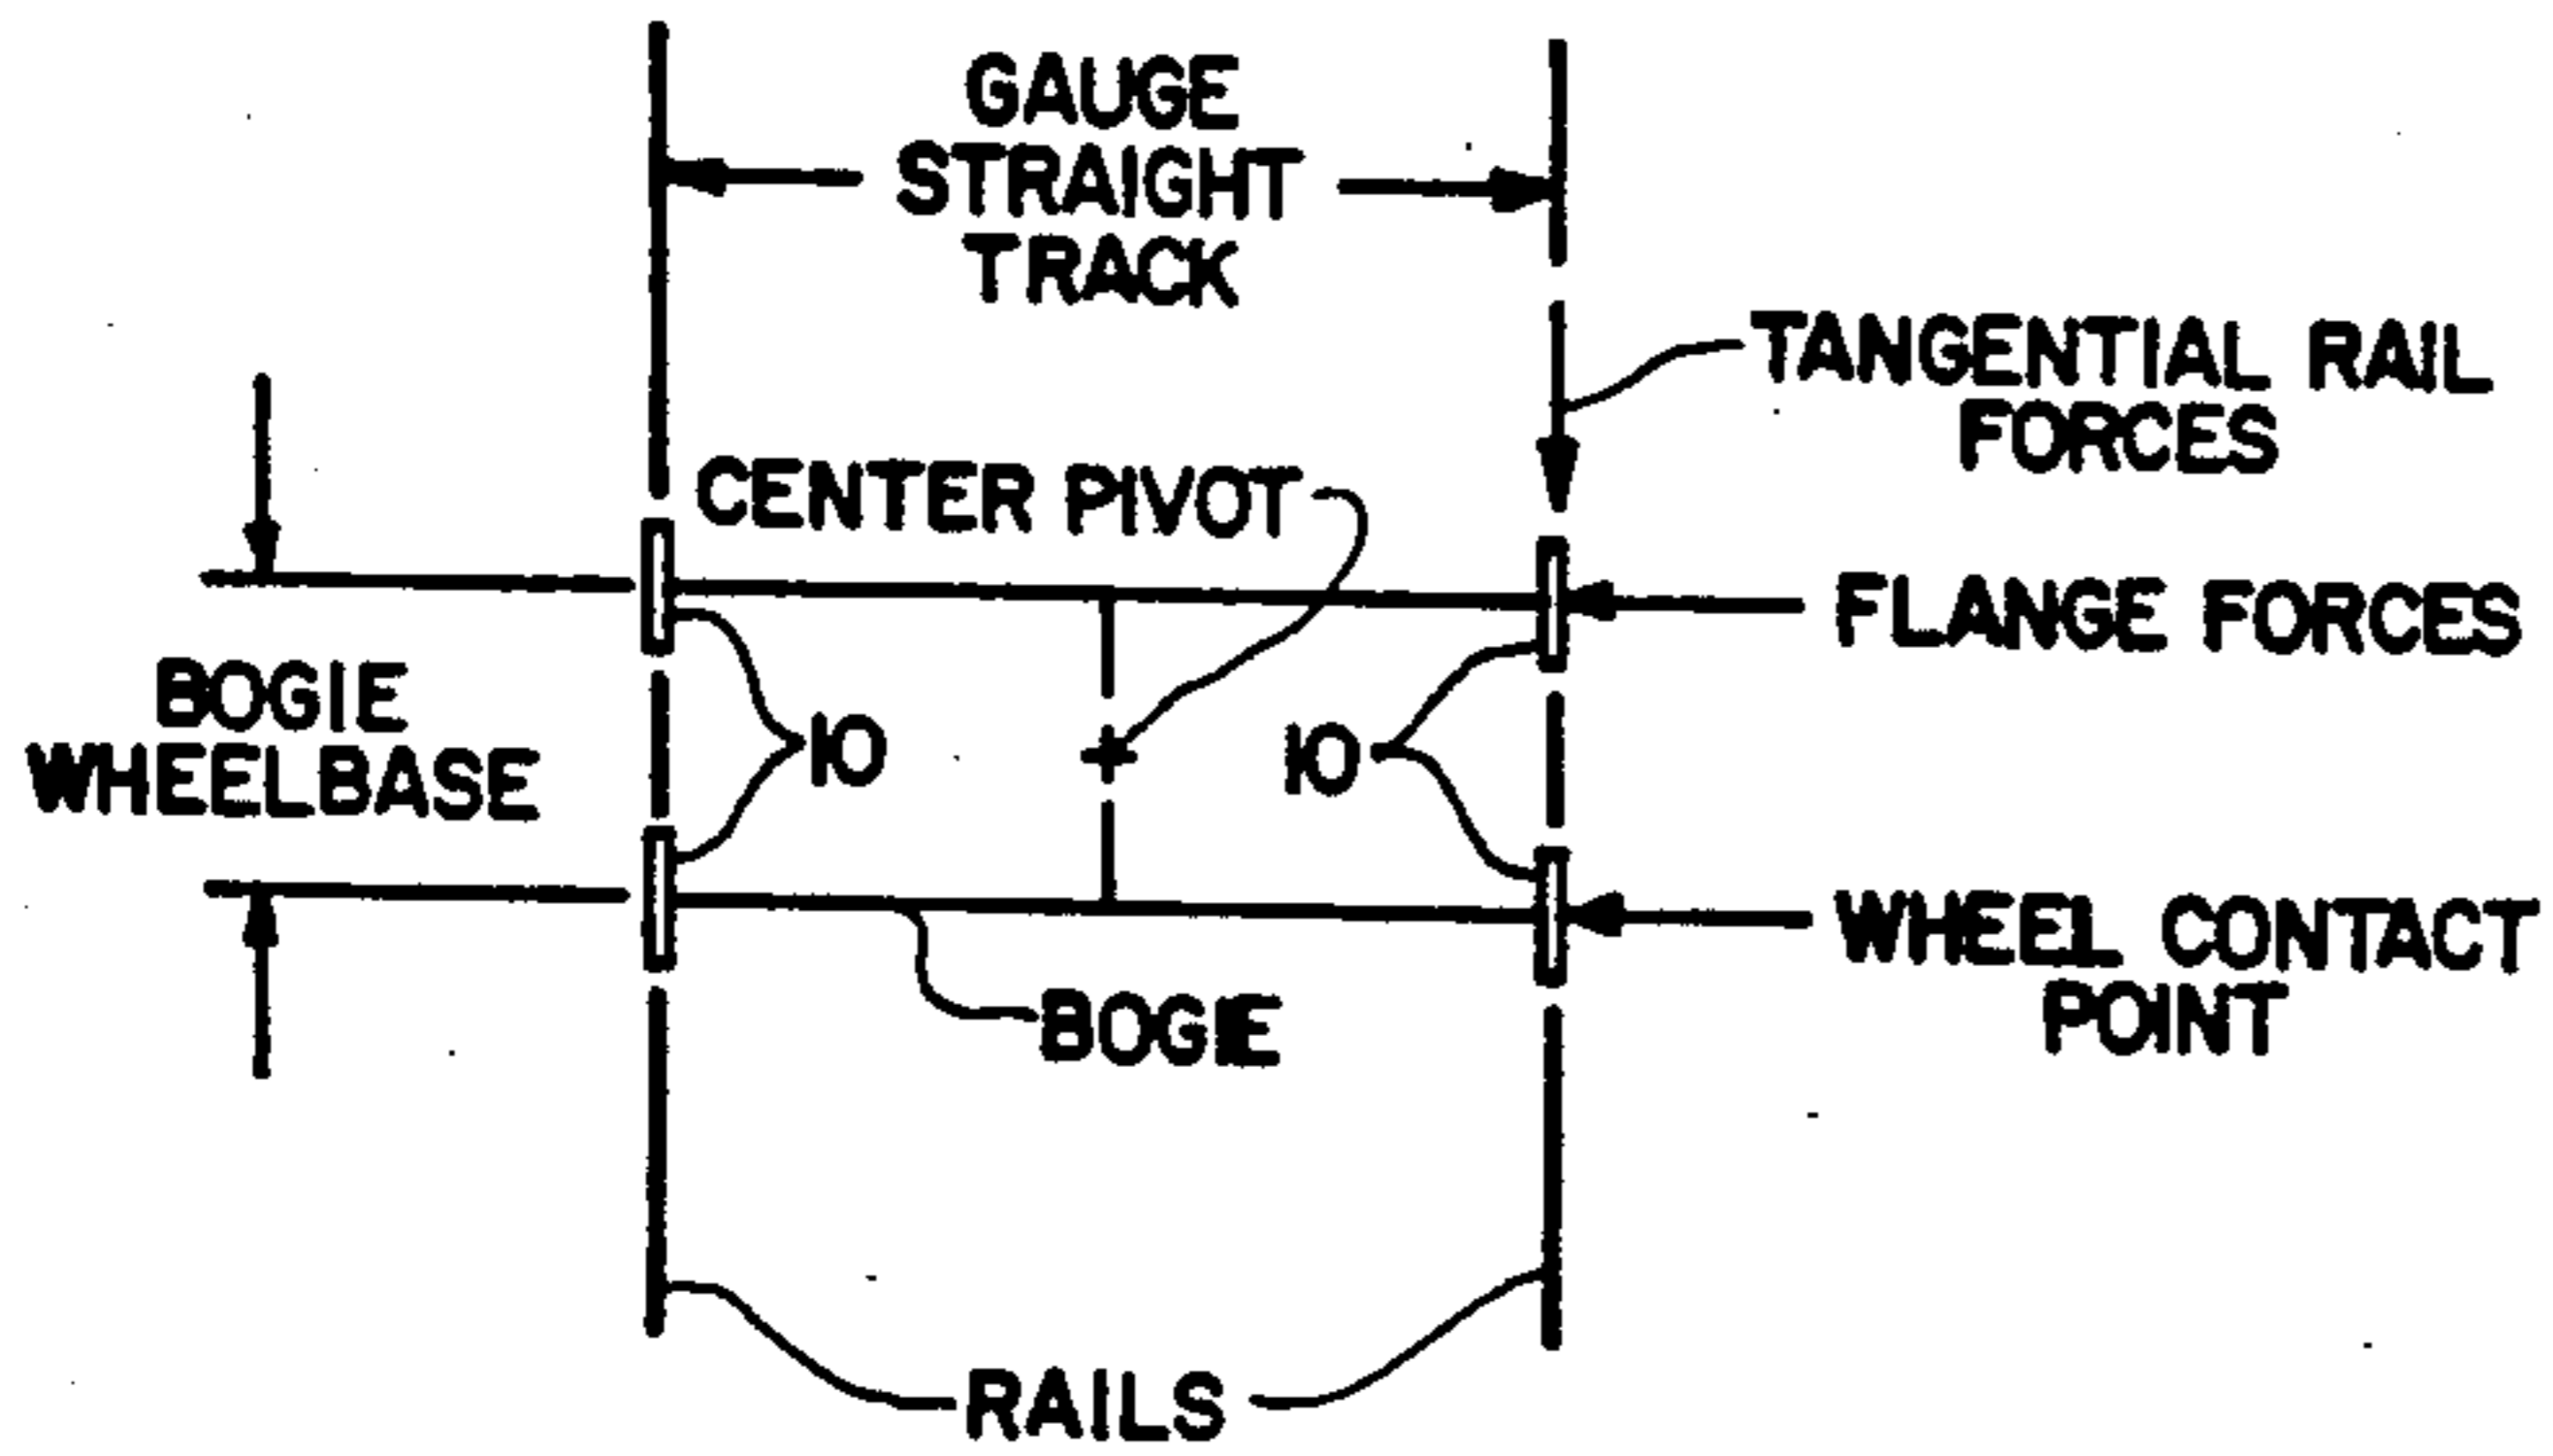 GAUGE
STRAIGHT
TRACK
TANGENTIAL RAIL
FORCES
CENTER PIVOT
FLANGE FORCES
BOGIE
WHEELBASE
10
10
WHEEL CONTACT
POINT
BOGIE
RAILS